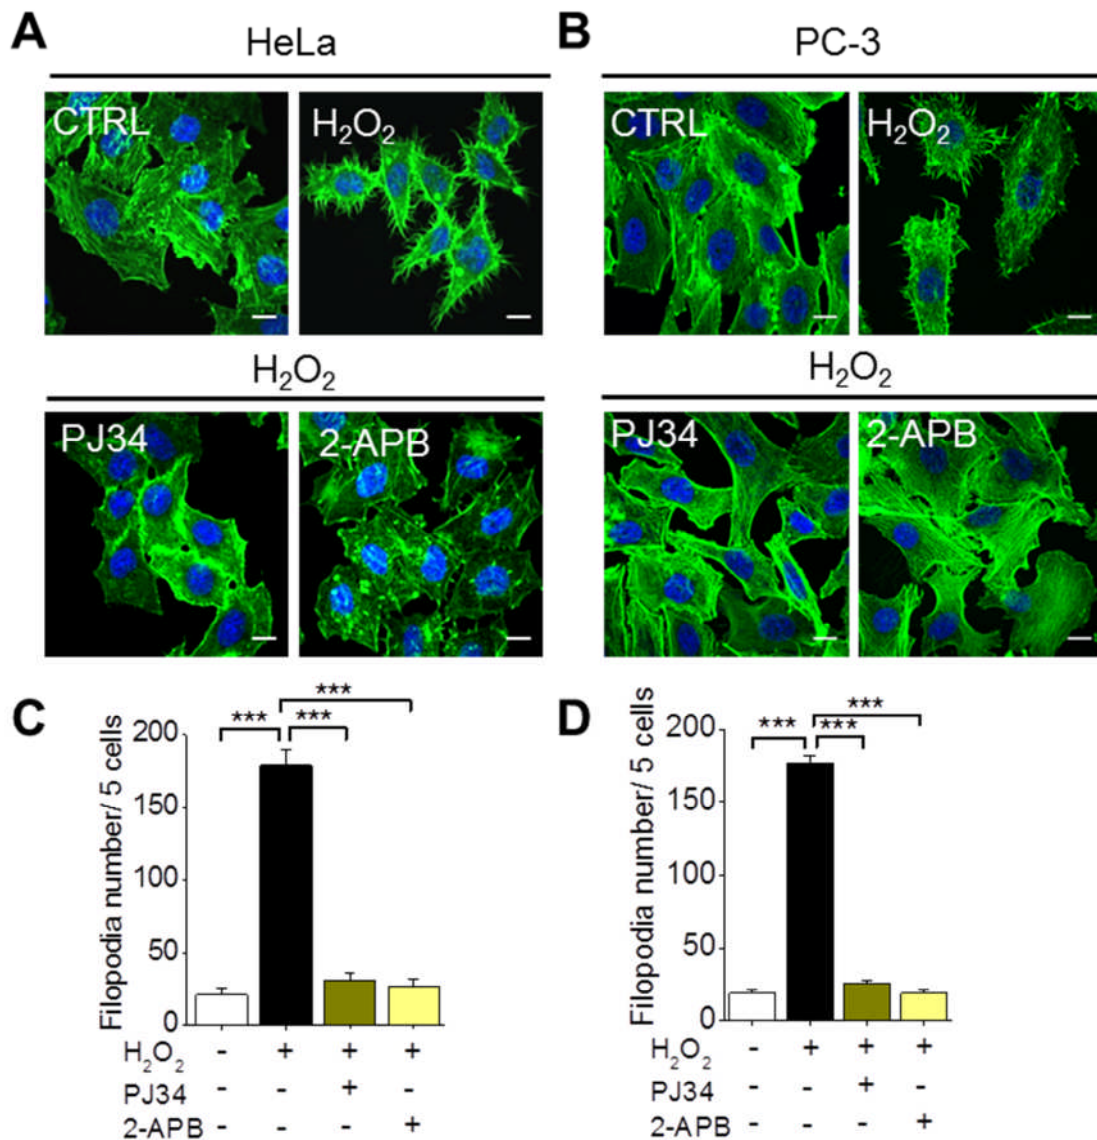 A
HeLa
B
PC-3
CTRL
H₂O₂
CTRL
H₂O₂
H₂O₂
H₂O₂
PJ34
2-APB
PJ34
2-APB
C
Filopodia number/ 5 cells
200
150
100
50
0
***
***
***
H₂O₂ - + + +
PJ34 - - + -
2-APB - - - +
D
Filopodia number/ 5 cells
200
150
100
50
0
***
***
***
H₂O₂ - + + +
PJ34 - - + -
2-APB - - - +